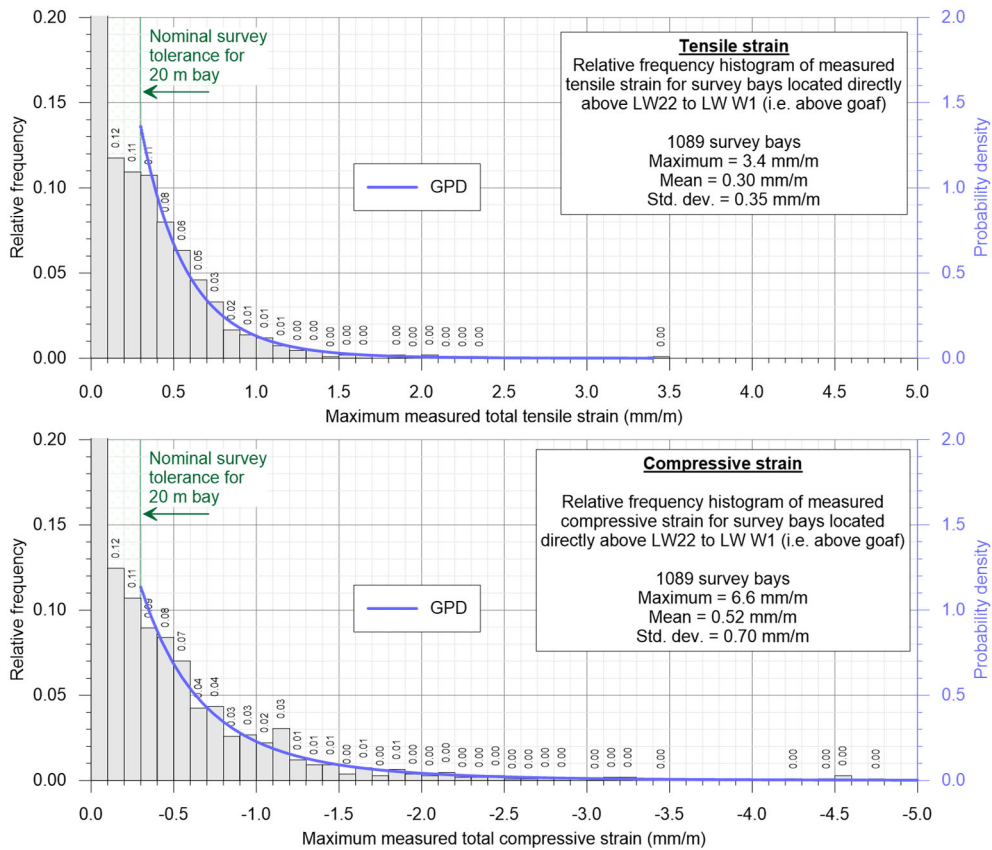 0.20
0.15
0.10
0.05
0.00
Relative frequency
2.0
1.5
1.0
0.5
0.0
Probability density
Nominal survey
tolerance for
20 m bay
Tensile strain
Relative frequency histogram of measured
tensile strain for survey bays located directly
above LW22 to LW W1 (i.e. above goaf)
1089 survey bays
Maximum = 3.4 mm/m
Mean = 0.30 mm/m
Std. dev. = 0.35 mm/m
GPD
0.12 0.11 0.11 0.08 0.06 0.05 0.03 0.02 0.01 0.01 0.01 0.00 0.00 0.00 0.00 0.00 0.00 0.00 0.00 0.00 0.00 0.00 0.00
0.0 0.5 1.0 1.5 2.0 2.5 3.0 3.5 4.0 4.5 5.0
Maximum measured total tensile strain (mm/m)
0.20
0.15
0.10
0.05
0.00
Relative frequency
2.0
1.5
1.0
0.5
0.0
Probability density
Nominal survey
tolerance for
20 m bay
Compressive strain
Relative frequency histogram of measured
compressive strain for survey bays located
directly above LW22 to LW W1 (i.e. above goaf)
1089 survey bays
Maximum = 6.6 mm/m
Mean = 0.52 mm/m
Std. dev. = 0.70 mm/m
GPD
0.12 0.11 0.09 0.08 0.07 0.04 0.04 0.03 0.03 0.02 0.03 0.01 0.01 0.01 0.00 0.00 0.00 0.01 0.00 0.00 0.00 0.00 0.00 0.00 0.00 0.00 0.00 0.00 0.00 0.00 0.00 0.00 0.00 0.00 0.00 0.00
0.0 -0.5 -1.0 -1.5 -2.0 -2.5 -3.0 -3.5 -4.0 -4.5 -5.0
Maximum measured total compressive strain (mm/m)